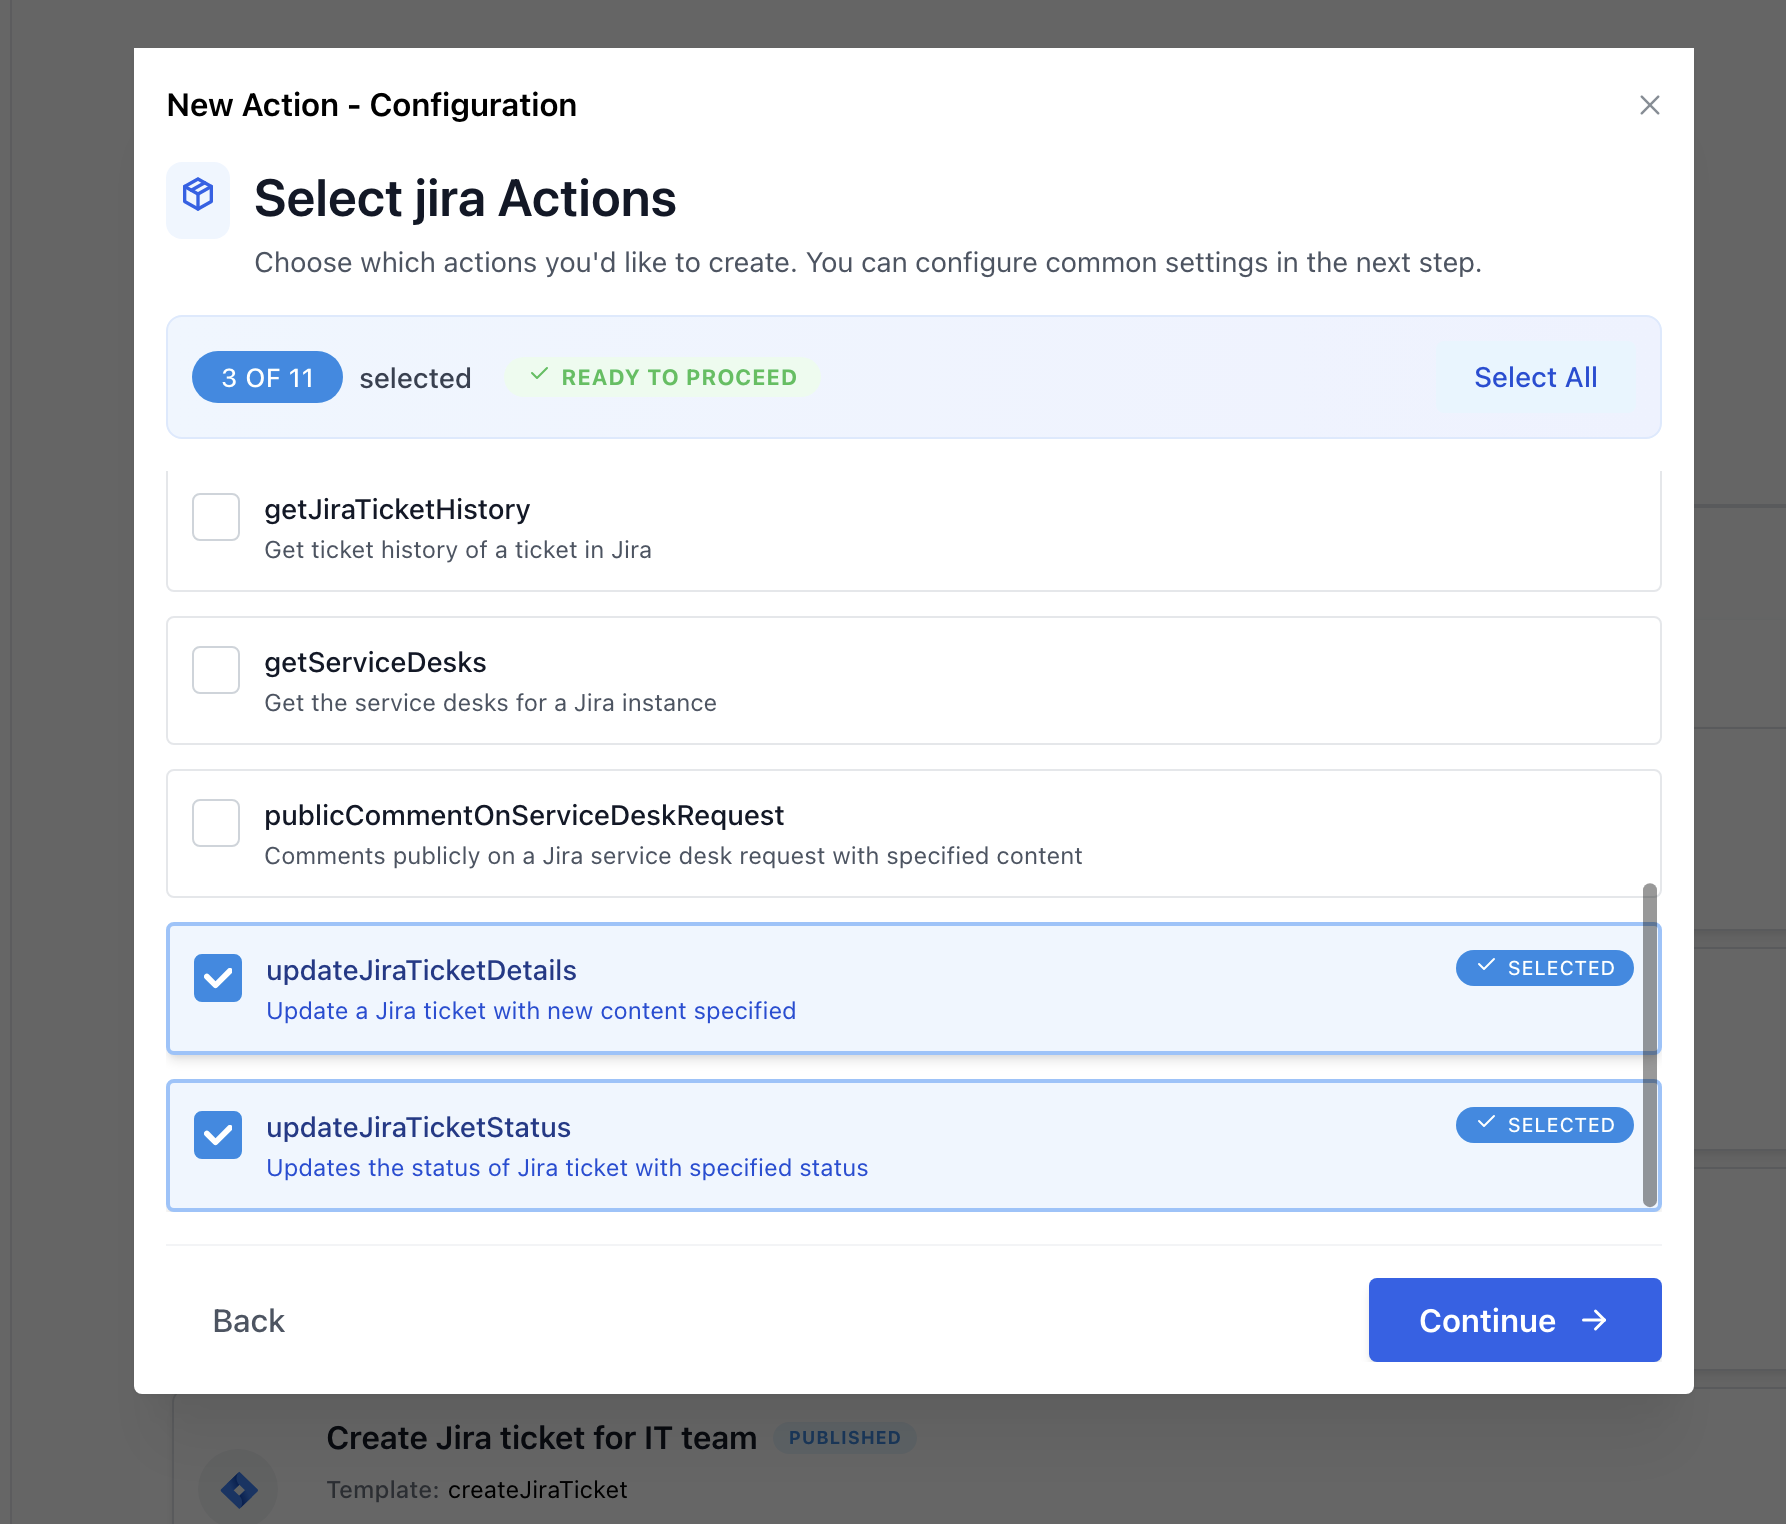 New Action - Configuration
Select jira Actions
Choose which actions you'd like to create. You can configure common settings in the next step.
3 OF 11 selected READY TO PROCEED Select All
getJiraTicketHistory
Get ticket history of a ticket in Jira
getServiceDesks
Get the service desks for a Jira instance
publicCommentOnServiceDeskRequest
Comments publicly on a Jira service desk request with specified content
updateJiraTicketDetails SELECTED
Update a Jira ticket with new content specified
updateJiraTicketStatus SELECTED
Updates the status of Jira ticket with specified status
Back Continue
Create Jira ticket for IT team PUBLISHED
Template: createJiraTicket